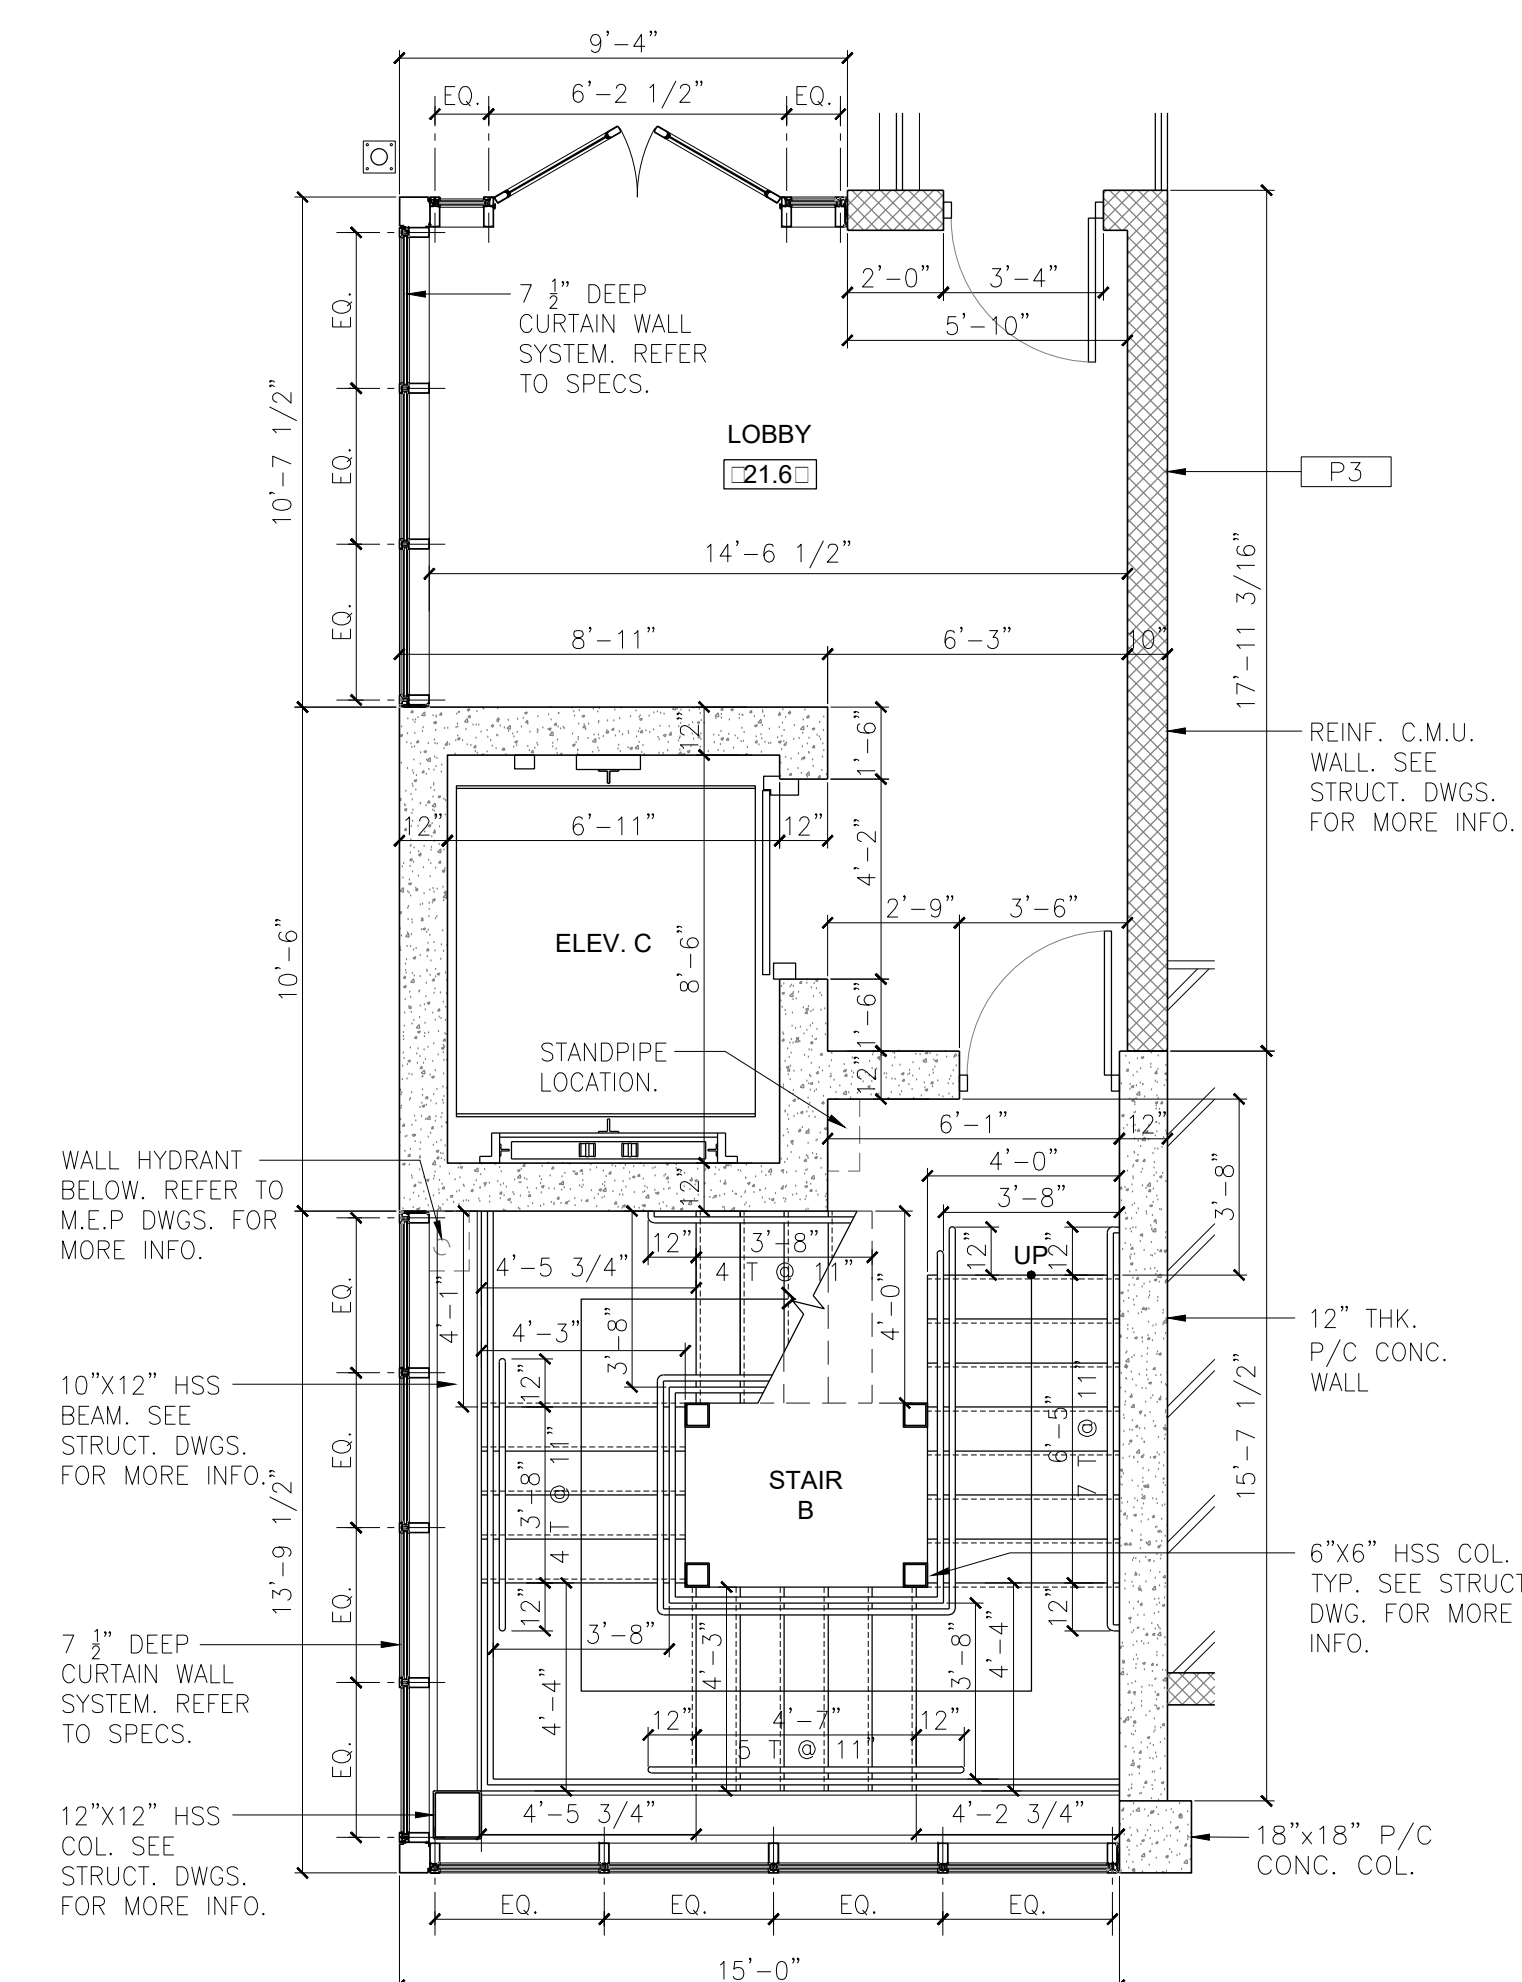 9'-4"
EQ.
6'-2 1/2"
EQ.
2'-0"
3'-4"
5'-10"
7 1/2" DEEP
CURTAIN WALL
SYSTEM. REFER
TO SPECS.
EQ.
EQ.
EQ.
10'-7 1/2"
LOBBY
□21.6□
P3
14'-6 1/2"
8'-11"
6'-3"
10"
17'-11 3/16"
REINF. C.M.U.
WALL. SEE
STRUCT. DWGS.
FOR MORE INFO.
12"
1'-6"
12"
6'-11"
12"
4'-2"
2'-9"
3'-6"
10'-6"
ELEV. C
8'-6"
1'-6"
STANDPIPE
LOCATION.
12"
6'-1"
12"
WALL HYDRANT
BELOW. REFER TO
M.E.P DWGS. FOR
MORE INFO.
4'-0"
3'-8"
3'-8"
12"
12"
3'-8"
4 T @ 11"
4'-5 3/4"
12"
UP
12"
EQ.
4'-1"
4'-3"
3'-8"
4'-0"
12" THK.
P/C CONC.
WALL
10"X12" HSS
BEAM. SEE
STRUCT. DWGS.
FOR MORE INFO.
12"
EQ.
3'-8"
4 T @ 11"
6'-5"
7 T @ 11"
15'-7 1/2"
STAIR
B
13'-9 1/2"
6"X6" HSS COL.
TYP. SEE STRUCT
DWG. FOR MORE
INFO.
EQ.
12"
12"
7 1/2" DEEP
CURTAIN WALL
SYSTEM. REFER
TO SPECS.
3'-8"
4'-3"
3'-8"
4'-4"
4'-4"
12"
4'-7"
12"
5 T @ 11"
EQ.
12"X12" HSS
COL. SEE
STRUCT. DWGS.
FOR MORE INFO.
4'-5 3/4"
4'-2 3/4"
18"x18" P/C
CONC. COL.
EQ.
EQ.
EQ.
EQ.
15'-0"